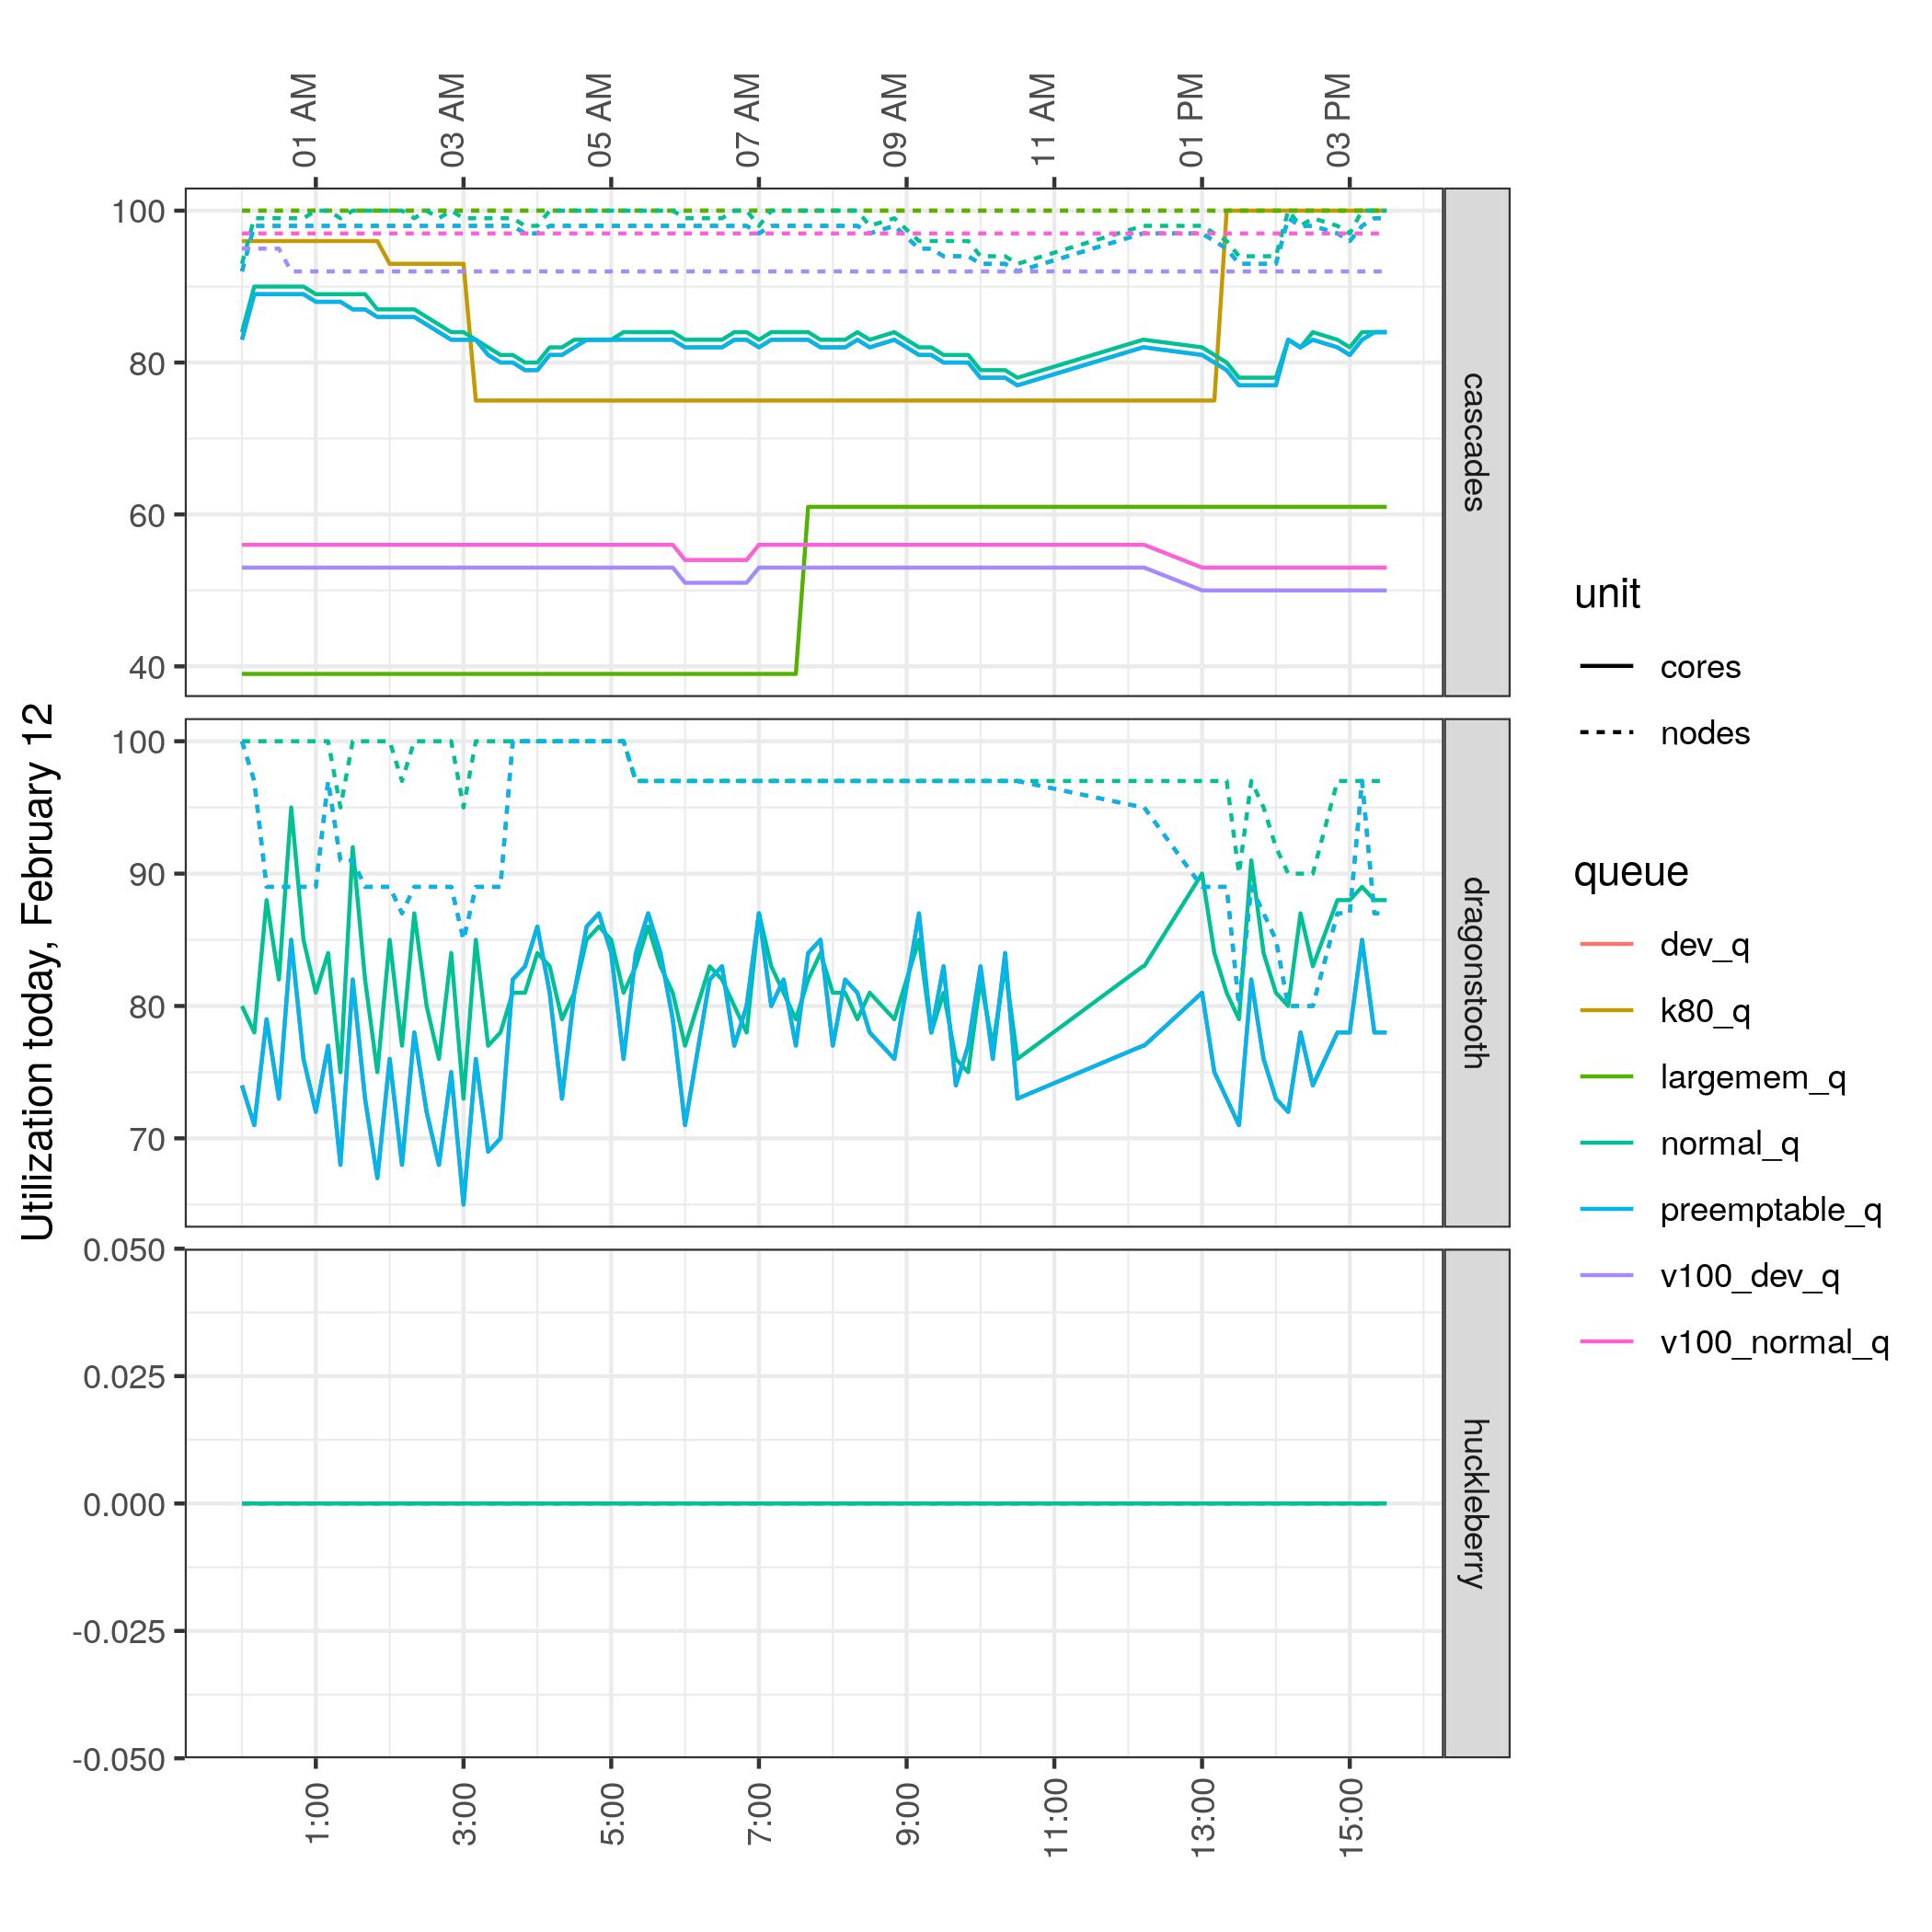 01 AM
03 AM
05 AM
07 AM
09 AM
11 AM
01 PM
03 PM
Utilization today, February 12
100
80
60
40
cascades
100
90
80
70
dragonstooth
0.050
0.025
0.000
-0.025
-0.050
huckleberry
1:00
3:00
5:00
7:00
9:00
11:00
13:00
15:00
unit
cores
nodes
queue
dev_q
k80_q
largemem_q
normal_q
preemptable_q
v100_dev_q
v100_normal_q